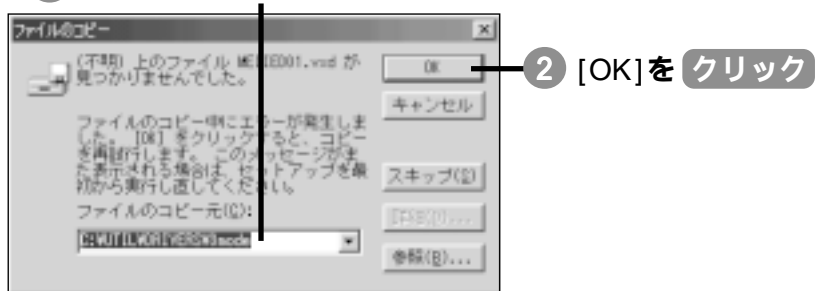 ファイルのコピー
(不明) 上のファイル が
見つかりませんでした。
OK
2 [OK]を クリック
キャンセル
ファイルのコピー中にエラーが発生しま
した。 [OK] をクリックすると、コピー
を再試行します。 このメッセージがま
た表示される場合は、セットアップを最
初から実行し直してください。
スキップ(S)
ファイルのコピー元(C):
参照(R)...